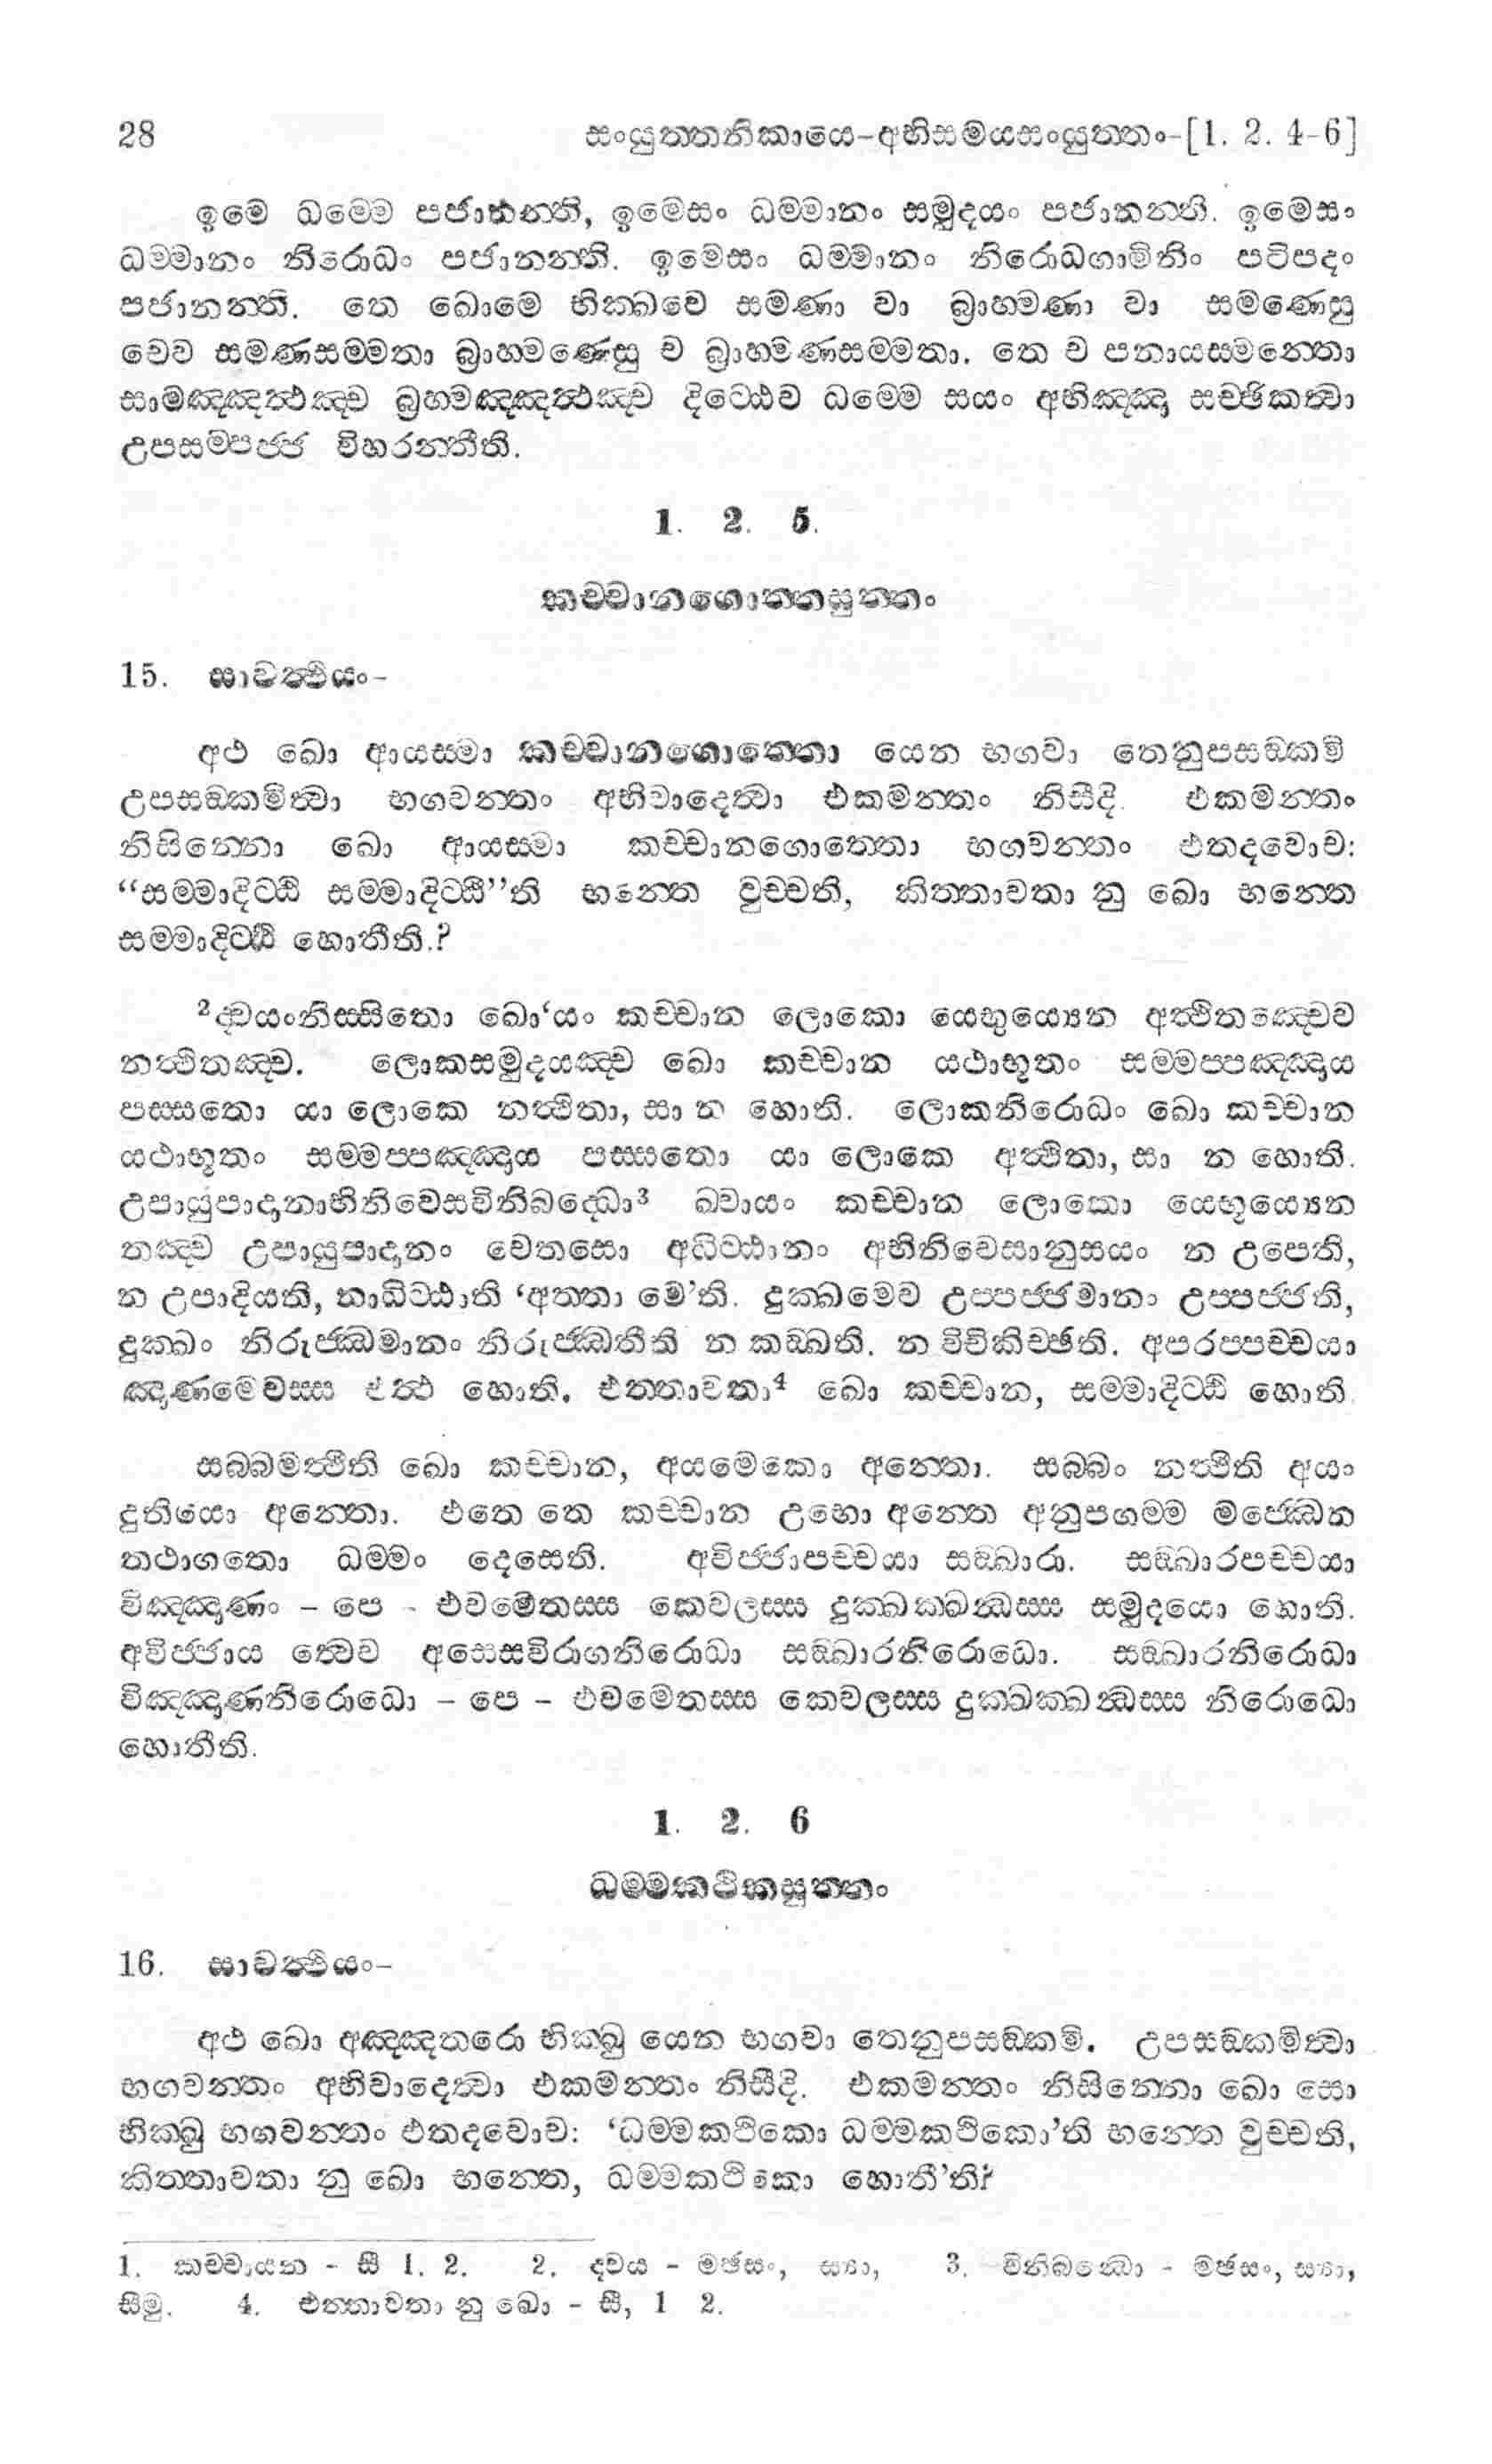 28 සංයුත්තනිකායෙ-අභිසමයසංයුත්තං-[1. 2. 4-6]
ඉමෙ ධම්මෙ පජානන්ති, ඉමෙසං ධම්මානං සමුදයං පජානන්ති. ඉමෙසං
ධම්මානං නිරොධං පජානන්ති. ඉමෙසං ධම්මානං නිරොධගාමිනිං පටිපදං
පජානන්ති. තෙ ඛොමෙ භික්ඛවෙ සමණා වා බ්‍රාහ්මණා වා සමණෙසු
චෙව සමණසම්මතා බ්‍රාහ්මණෙසු ච බ්‍රාහ්මණසම්මතා. තෙ ච පනායස්මන්තො
සාමඤ්ඤත්ථඤ්ච බ්‍රහ්මඤ්ඤත්ථඤ්ච දිට්ඨෙව ධම්මෙ සයං අභිඤ්ඤා සච්ඡිකත්වා
උපසම්පජ්ජ විහරන්තීති.
1. 2. 5.
කච්චානගොත්තසුත්තං
15. සාවත්ථියං-
අථ ඛො ආයස්මා කච්චානගොත්තො යෙන භගවා තෙනුපසඞ්කමි
උපසඞ්කමිත්වා භගවන්තං අභිවාදෙත්වා එකමන්තං නිසීදි. එකමන්තං
නිසින්නො ඛො ආයස්මා කච්චානගොත්තො භගවන්තං එතදවොච:
“සම්මාදිට්ඨි සම්මාදිට්ඨී”ති භන්තෙ වුච්චති, කිත්තාවතා නු ඛො භන්තෙ
සම්මාදිට්ඨි හොතීති.?
²ද්වයංනිස්සිතො ඛො‘යං කච්චාන ලොකො යෙභුය්‍යෙන අත්ථිතඤ්චෙව
නත්ථිතඤ්ච. ලොකසමුදයඤ්ච ඛො කච්චාන යථාභූතං සම්මප්පඤ්ඤාය
පස්සතො යා ලොකෙ නත්ථිතා, සා න හොති. ලොකනිරොධං ඛො කච්චාන
යථාභූතං සම්මප්පඤ්ඤාය පස්සතො යා ලොකෙ අත්ථිතා, සා න හොති.
උපායුපාදානාභිනිවෙසවිනිබද්ධො³ ඛ්වායං කච්චාන ලොකො යෙභූය්‍යෙන
තඤ්ච උපායුපාදානං චෙතසො අධිට්ඨානං අභිනිවෙසානුසයං න උපෙති,
න උපාදියති, නාධිට්ඨාති ‘අත්තා මෙ’ති. දුක්ඛමෙව උප්පජ්ජමානා උප්පජ්ජති,
දුක්ඛං නිරුජ්ඣමානං නිරුජ්ඣතීති න කඞ්ඛති. න විචිකිච්ඡති. අපරප්පච්චයා
ඤාණමෙවස්ස එත්ථ හොති. එත්තාවතා⁴ ඛො කච්චාන, සම්මාදිට්ඨි හොති
සබ්බමත්ථීති ඛො කච්චාන, අයමෙකො අන්තො. සබ්බං නත්ථීති අයං
දුතියො අන්තො. එතෙ තෙ කච්චාන උභො අන්තෙ අනුපගම්ම මජ්ඣෙන
තථාගතො ධම්මං දෙසෙති. අවිජ්ජාපච්චයා සඞ්ඛාරා. සඞ්ඛාරපච්චයා
විඤ්ඤාණං - පෙ - එවමෙතස්ස කෙවලස්ස දුක්ඛක්ඛන්ධස්ස සමුදයො හොති.
අවිජ්ජාය ත්වෙව අසෙසවිරාගනිරොධා සඞ්ඛාරනිරොධො. සඞ්ඛාරනිරොධා
විඤ්ඤාණනිරොධො - පෙ - එවමෙතස්ස කෙවලස්ස දුක්ඛක්ඛන්ධස්ස නිරොධො
හොතීති.
1. 2. 6
ධම්මකථිකසුත්තං
16. සාවත්ථියං-
අථ ඛො අඤ්ඤතරො භික්ඛු යෙන භගවා තෙනුපසඞ්කමි. උපසඞ්කමිත්වා
භගවන්තං අභිවාදෙත්වා එකමන්තං නිසීදි. එකමන්තං නිසින්නො ඛො සො
භික්ඛු භගවන්තං එතදවොච: ‘ධම්මකථිකො ධම්මකථිකො’ති භන්තෙ වුච්චති,
කිත්තාවතා නු ඛො භන්තෙ, ධම්මකථිකො හොතී’ති?
1. කච්චායන - සී 1. 2. 2. ද්වය - මඡසං, ස්‍යා, 3. විනිබන්ධො - මඡසං, ස්‍යා,
සීමු. 4. එත්තාවතා නු ඛො - සී, 1 2.